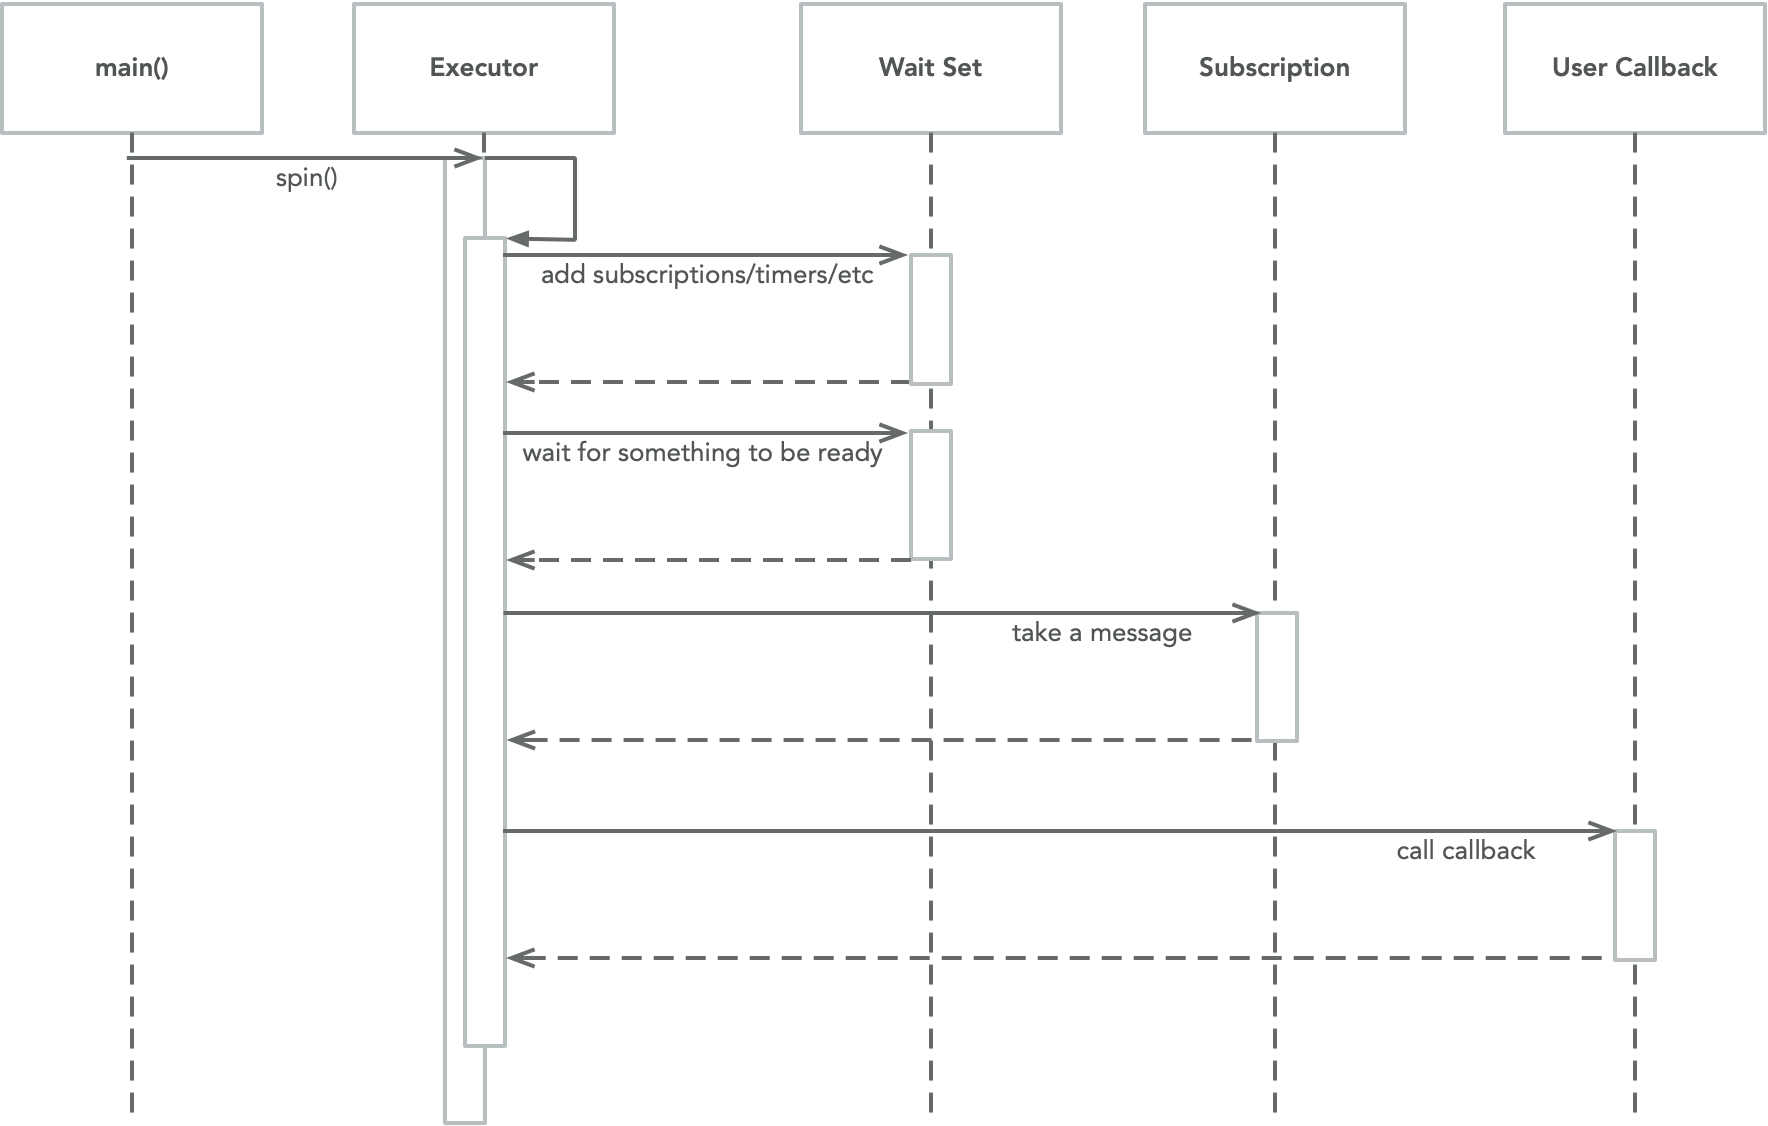 main()
Executor
Wait Set
Subscription
User Callback
spin()
add subscriptions/timers/etc
wait for something to be ready
take a message
call callback